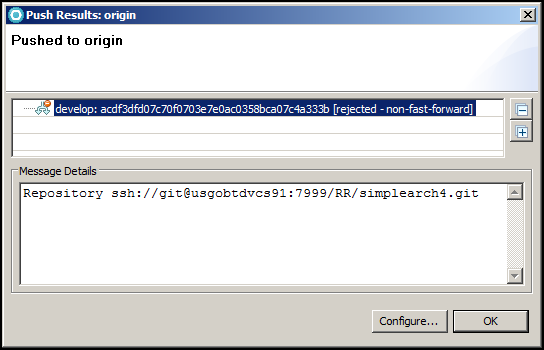 Push Results: origin
Pushed to origin
develop: acdf3dfd07c70f0703e7e0ac0358bca07c4a333b [rejected - non-fast-forward]
Message Details
Repository ssh://git@usgobtdvcs91:7999/RR/simplearch4.git
Configure... OK